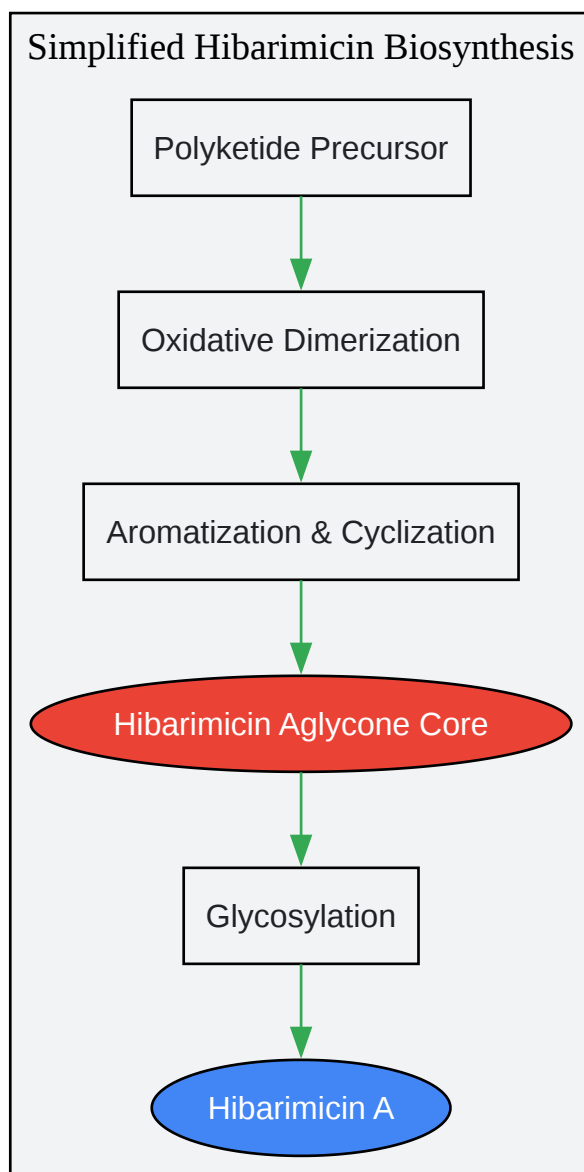 Simplified Hibarimicin Biosynthesis
Polyketide Precursor
Oxidative Dimerization
Aromatization & Cyclization
Hibarimicin Aglycone Core
Glycosylation
Hibarimicin A